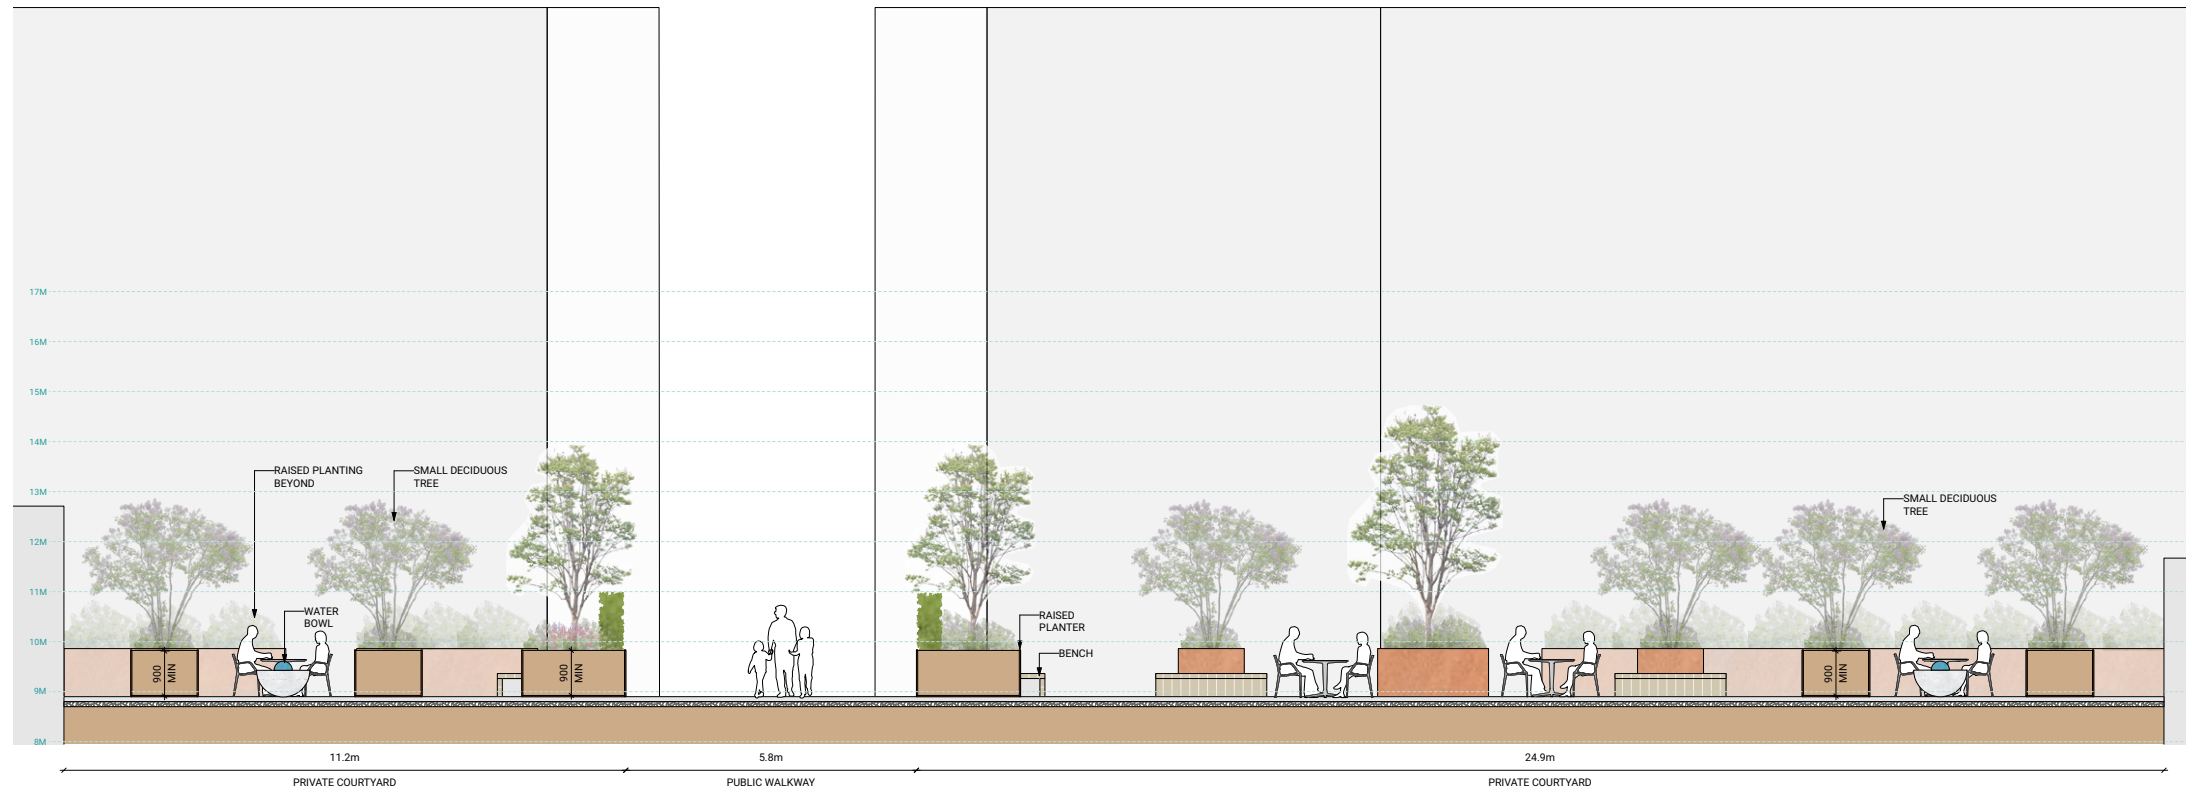 17M
16M
15M
14M
13M
12M
11M
10M
9M
8M
RAISED PLANTING
BEYOND
SMALL DECIDUOUS
TREE
WATER
BOWL
900
MIN
900
MIN
RAISED
PLANTER
BENCH
SMALL DECIDUOUS
TREE
900
MIN
11.2m
5.8m
24.9m
PRIVATE COURTYARD
PUBLIC WALKWAY
PRIVATE COURTYARD